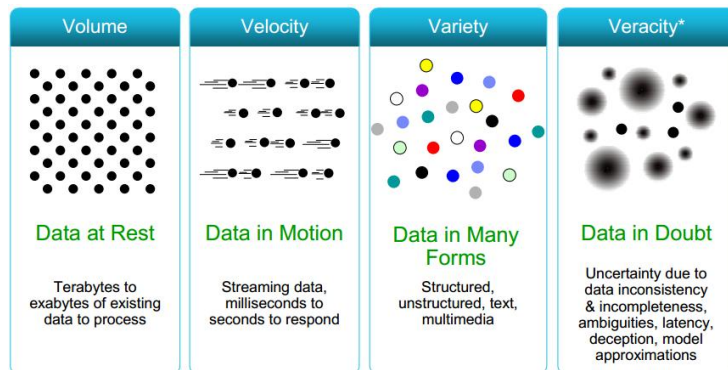 Volume
Data at Rest
Terabytes to
exabytes of existing
data to process
Velocity
Data in Motion
Streaming data,
milliseconds to
seconds to respond
Variety
Data in Many
Forms
Structured,
unstructured, text,
multimedia
Veracity*
Data in Doubt
Uncertainty due to
data inconsistency
& incompleteness,
ambiguities, latency,
deception, model
approximations